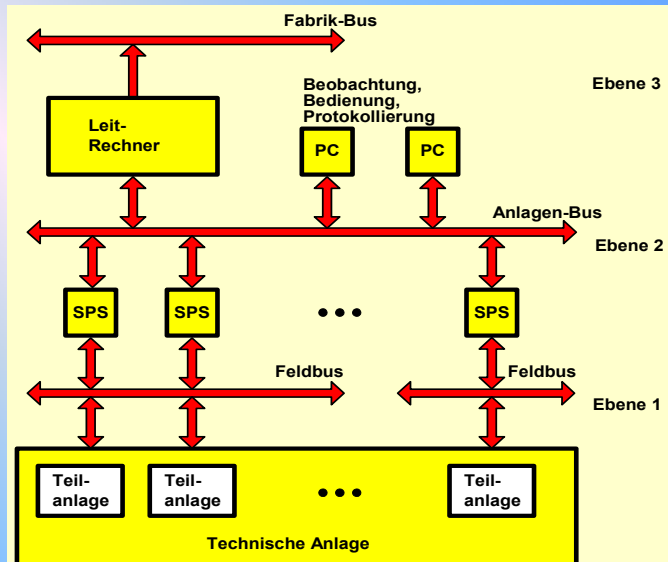 Fabrik-Bus
Ebene 3
Beobachtung,
Bedienung,
Protokollierung
Leit-
Rechner
PC
PC
Anlagen-Bus
Ebene 2
SPS
SPS
•••
SPS
Feldbus
Feldbus
Ebene 1
Teil-
anlage
Teil-
anlage
•••
Teil-
anlage
Technische Anlage